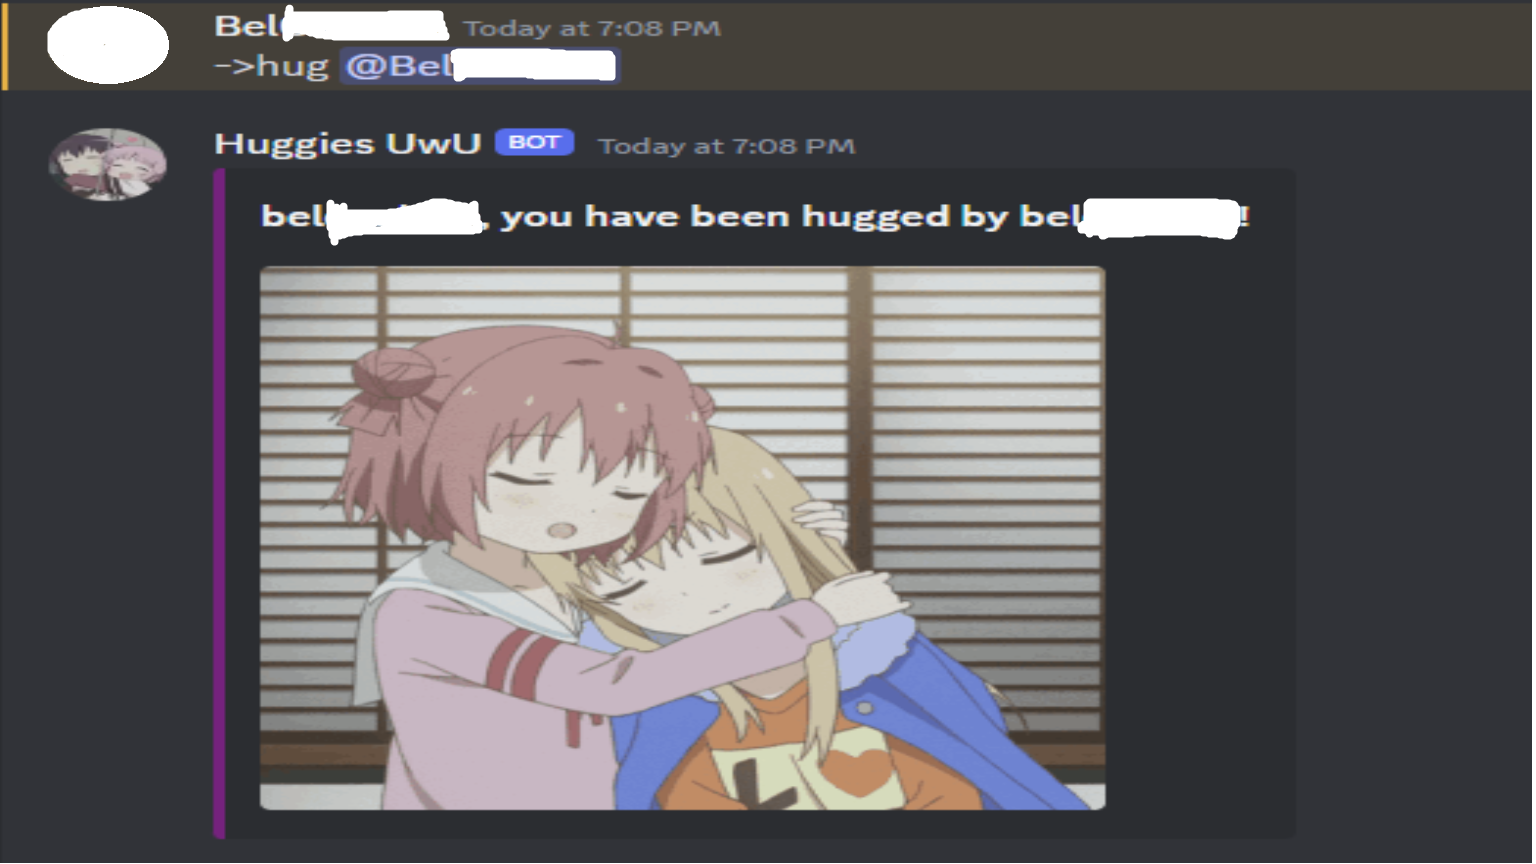 Bel Today at 7:08 PM
->hug @Bel
Huggies UwU BOT Today at 7:08 PM
bel, you have been hugged by bel!